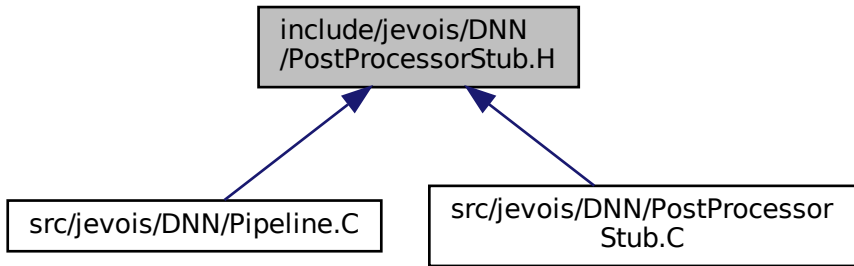 include/jevois/DNN
/PostProcessorStub.H
src/jevois/DNN/Pipeline.C
src/jevois/DNN/PostProcessor
Stub.C